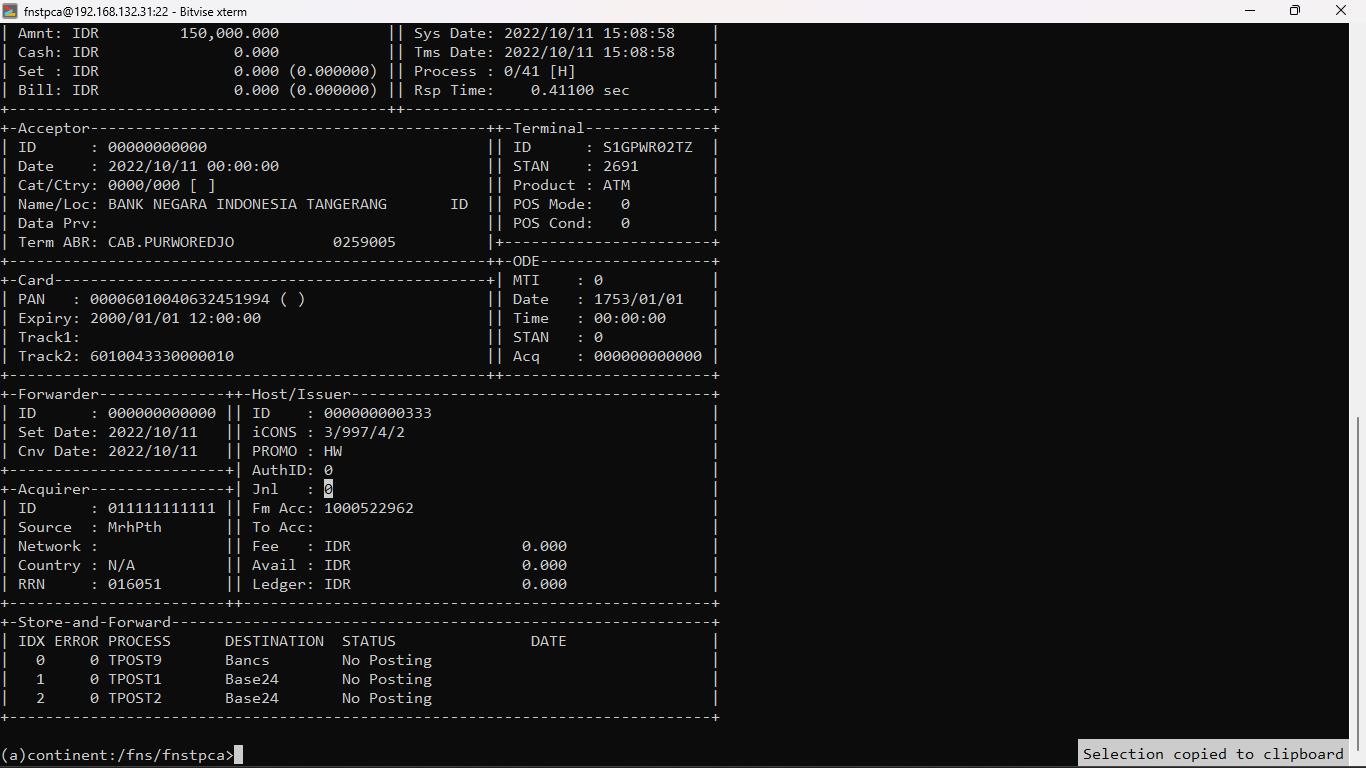 fnstpca@192.168.132.31:22 - Bitvise xterm
| Amnt: IDR         150,000.000            || Sys Date: 2022/10/11 15:08:58    |
| Cash: IDR               0.000            || Tms Date: 2022/10/11 15:08:58    |
| Set : IDR               0.000 (0.000000) || Process : 0/41 [H]               |
| Bill: IDR               0.000 (0.000000) || Rsp Time:    0.41100 sec         |
+------------------------------------------++----------------------------------+
+-Acceptor--------------------------------------------++-Terminal--------------+
| ID      : 00000000000                               || ID      : S1GPWR02TZ  |
| Date    : 2022/10/11 00:00:00                       || STAN    : 2691        |
| Cat/Ctry: 0000/000 [ ]                              || Product : ATM         |
| Name/Loc: BANK NEGARA INDONESIA TANGERANG       ID  || POS Mode:   0         |
| Data Prv:                                           || POS Cond:   0         |
| Term ABR: CAB.PURWOREDJO           0259005          |+-----------------------+
+-----------------------------------------------------++-ODE-------------------+
+-Card------------------------------------------------+| MTI    : 0            |
| PAN   : 00006010040632451994 ( )                    || Date   : 1753/01/01   |
| Expiry: 2000/01/01 12:00:00                         || Time   : 00:00:00     |
| Track1:                                             || STAN   : 0            |
| Track2: 6010043330000010                            || Acq    : 000000000000 |
+-----------------------------------------------------++-----------------------+
+-Forwarder--------------++-Host/Issuer----------------------------------------+
| ID      : 000000000000 || ID    : 000000000333                               |
| Set Date: 2022/10/11   || iCONS : 3/997/4/2                                  |
| Cnv Date: 2022/10/11   || PROMO : HW                                         |
+------------------------+| AuthID: 0                                          |
+-Acquirer---------------+| Jnl   : 0                                          |
| ID      : 011111111111 || Fm Acc: 1000522962                                 |
| Source  : MrhPth       || To Acc:                                            |
| Network :              || Fee   : IDR                   0.000                |
| Country : N/A          || Avail : IDR                   0.000                |
| RRN     : 016051       || Ledger: IDR                   0.000                |
+------------------------++----------------------------------------------------+
+-Store-and-Forward------------------------------------------------------------+
| IDX ERROR PROCESS      DESTINATION  STATUS               DATE                |
|   0     0 TPOST9       Bancs        No Posting                               |
|   1     0 TPOST1       Base24       No Posting                               |
|   2     0 TPOST2       Base24       No Posting                               |
+------------------------------------------------------------------------------+
(a)continent:/fns/fnstpca>
Selection copied to clipboard